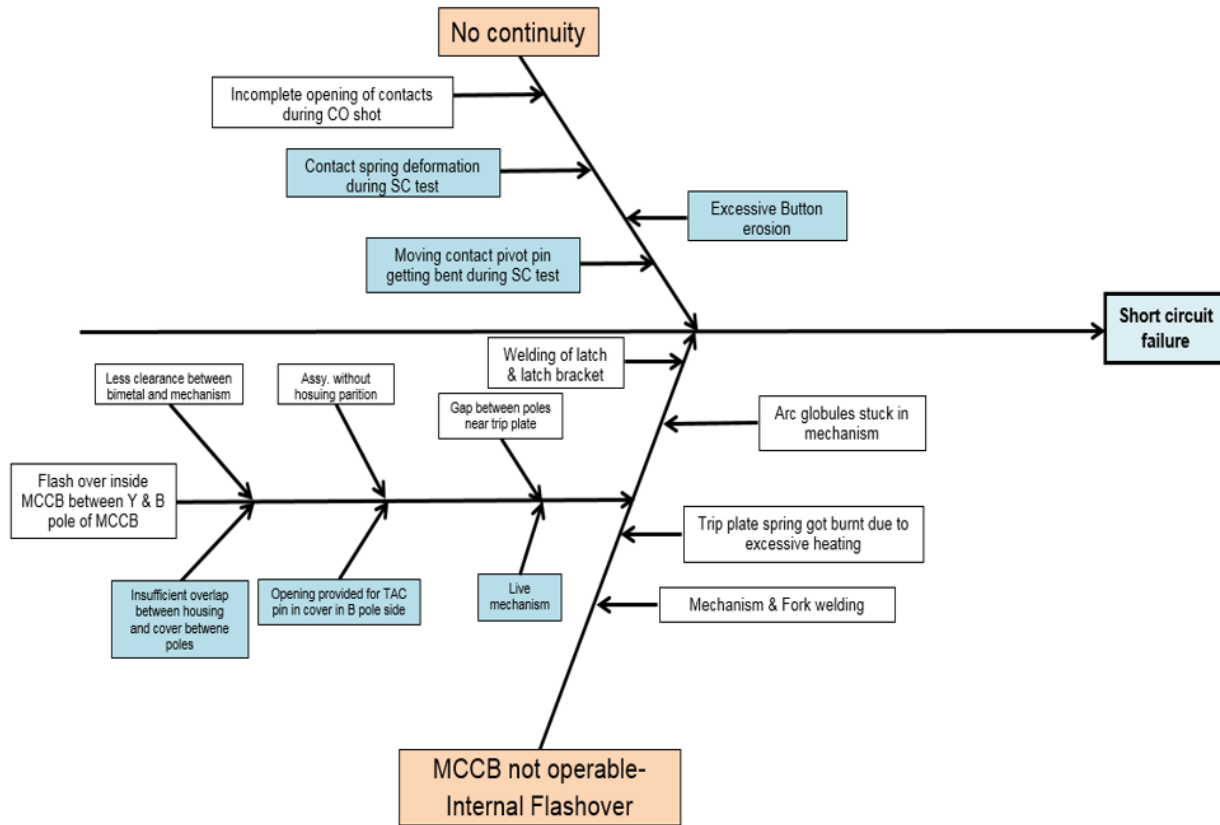 No continuity
Incomplete opening of contacts
during CO shot
Contact spring deformation
during SC test
Excessive Button
erosion
Moving contact pivot pin
getting bent during SC test
Short circuit
failure
Welding of latch
& latch bracket
Less clearance between
bimetal and mechanism
Assy. without
hosuing parition
Gap between poles
near trip plate
Arc globules stuck in
mechanism
Flash over inside
MCCB between Y & B
pole of MCCB
Trip plate spring got burnt due to
excessive heating
Insufficient overlap
between housing
and cover betwene
poles
Opening provided for TAC
pin in cover in B pole side
Live
mechanism
Mechanism & Fork welding
MCCB not operable-
Internal Flashover